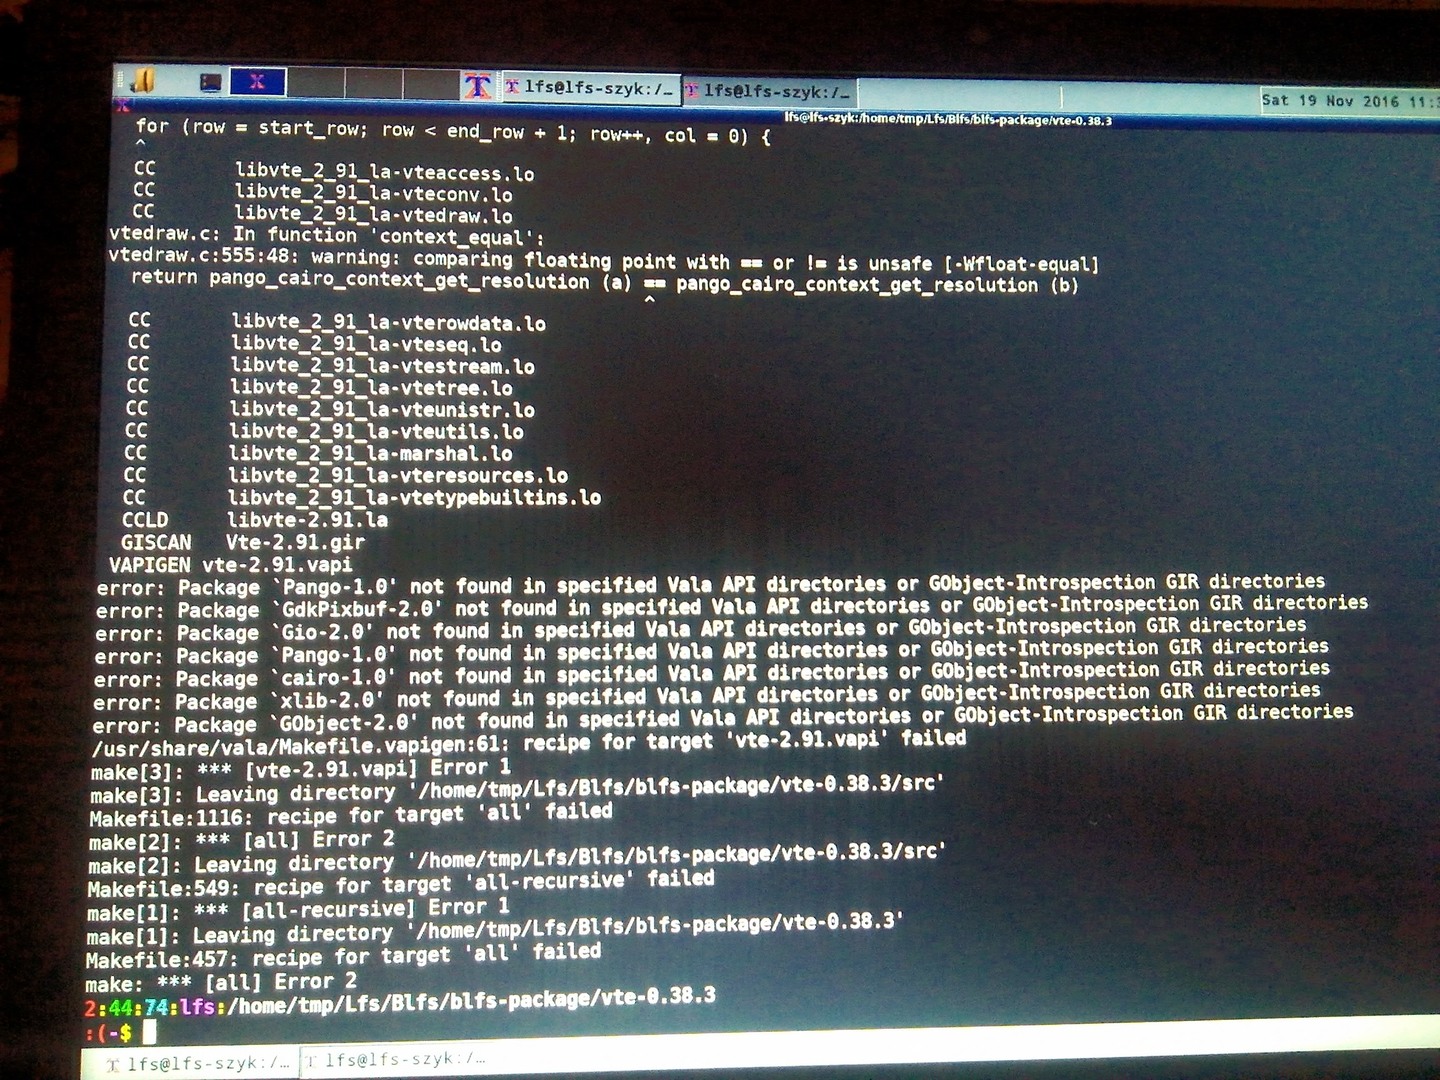 lfs@lfs-szyk:/… lfs@lfs-szyk:/… Sat 19 Nov 2016 11:
lfs@lfs-szyk:/home/tmp/Lfs/Blfs/blfs-package/vte-0.38.3
for (row = start_row; row < end_row + 1; row++, col = 0) {
^
CC libvte_2_91_la-vteaccess.lo
CC libvte_2_91_la-vteconv.lo
CC libvte_2_91_la-vtedraw.lo
vtedraw.c: In function 'context_equal':
vtedraw.c:555:48: warning: comparing floating point with == or != is unsafe [-Wfloat-equal]
return pango_cairo_context_get_resolution (a) == pango_cairo_context_get_resolution (b)
^
CC libvte_2_91_la-vterowdata.lo
CC libvte_2_91_la-vteseq.lo
CC libvte_2_91_la-vtestream.lo
CC libvte_2_91_la-vtetree.lo
CC libvte_2_91_la-vteunistr.lo
CC libvte_2_91_la-vteutils.lo
CC libvte_2_91_la-marshal.lo
CC libvte_2_91_la-vteresources.lo
CC libvte_2_91_la-vtetypebuiltins.lo
CCLD libvte-2.91.la
GISCAN Vte-2.91.gir
VAPIGEN vte-2.91.vapi
error: Package `Pango-1.0' not found in specified Vala API directories or GObject-Introspection GIR directories
error: Package `GdkPixbuf-2.0' not found in specified Vala API directories or GObject-Introspection GIR directories
error: Package `Gio-2.0' not found in specified Vala API directories or GObject-Introspection GIR directories
error: Package `Pango-1.0' not found in specified Vala API directories or GObject-Introspection GIR directories
error: Package `cairo-1.0' not found in specified Vala API directories or GObject-Introspection GIR directories
error: Package `xlib-2.0' not found in specified Vala API directories or GObject-Introspection GIR directories
error: Package `GObject-2.0' not found in specified Vala API directories or GObject-Introspection GIR directories
/usr/share/vala/Makefile.vapigen:61: recipe for target 'vte-2.91.vapi' failed
make[3]: *** [vte-2.91.vapi] Error 1
make[3]: Leaving directory '/home/tmp/Lfs/Blfs/blfs-package/vte-0.38.3/src'
Makefile:1116: recipe for target 'all' failed
make[2]: *** [all] Error 2
make[2]: Leaving directory '/home/tmp/Lfs/Blfs/blfs-package/vte-0.38.3/src'
Makefile:549: recipe for target 'all-recursive' failed
make[1]: *** [all-recursive] Error 1
make[1]: Leaving directory '/home/tmp/Lfs/Blfs/blfs-package/vte-0.38.3'
Makefile:457: recipe for target 'all' failed
make: *** [all] Error 2
2:44:74:lfs:/home/tmp/Lfs/Blfs/blfs-package/vte-0.38.3
:(-$
lfs@lfs-szyk:/… lfs@lfs-szyk:/…